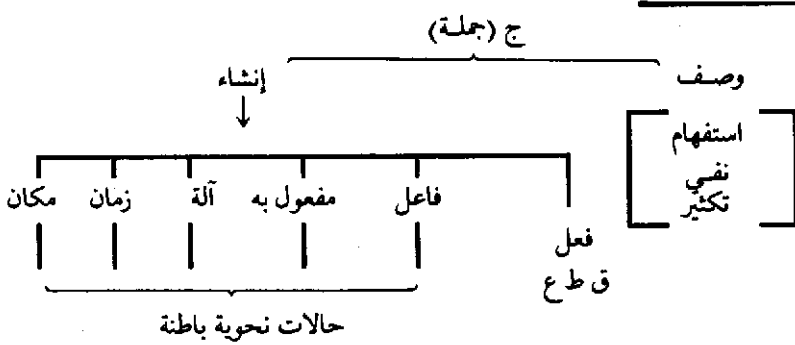 ج (جملة)
وصف
إنشاء
استفهام
نفي
تكثير
فاعل مفعول به آلة زمان مكان
فعل
ق ط ع
حالات نحوية باطنة